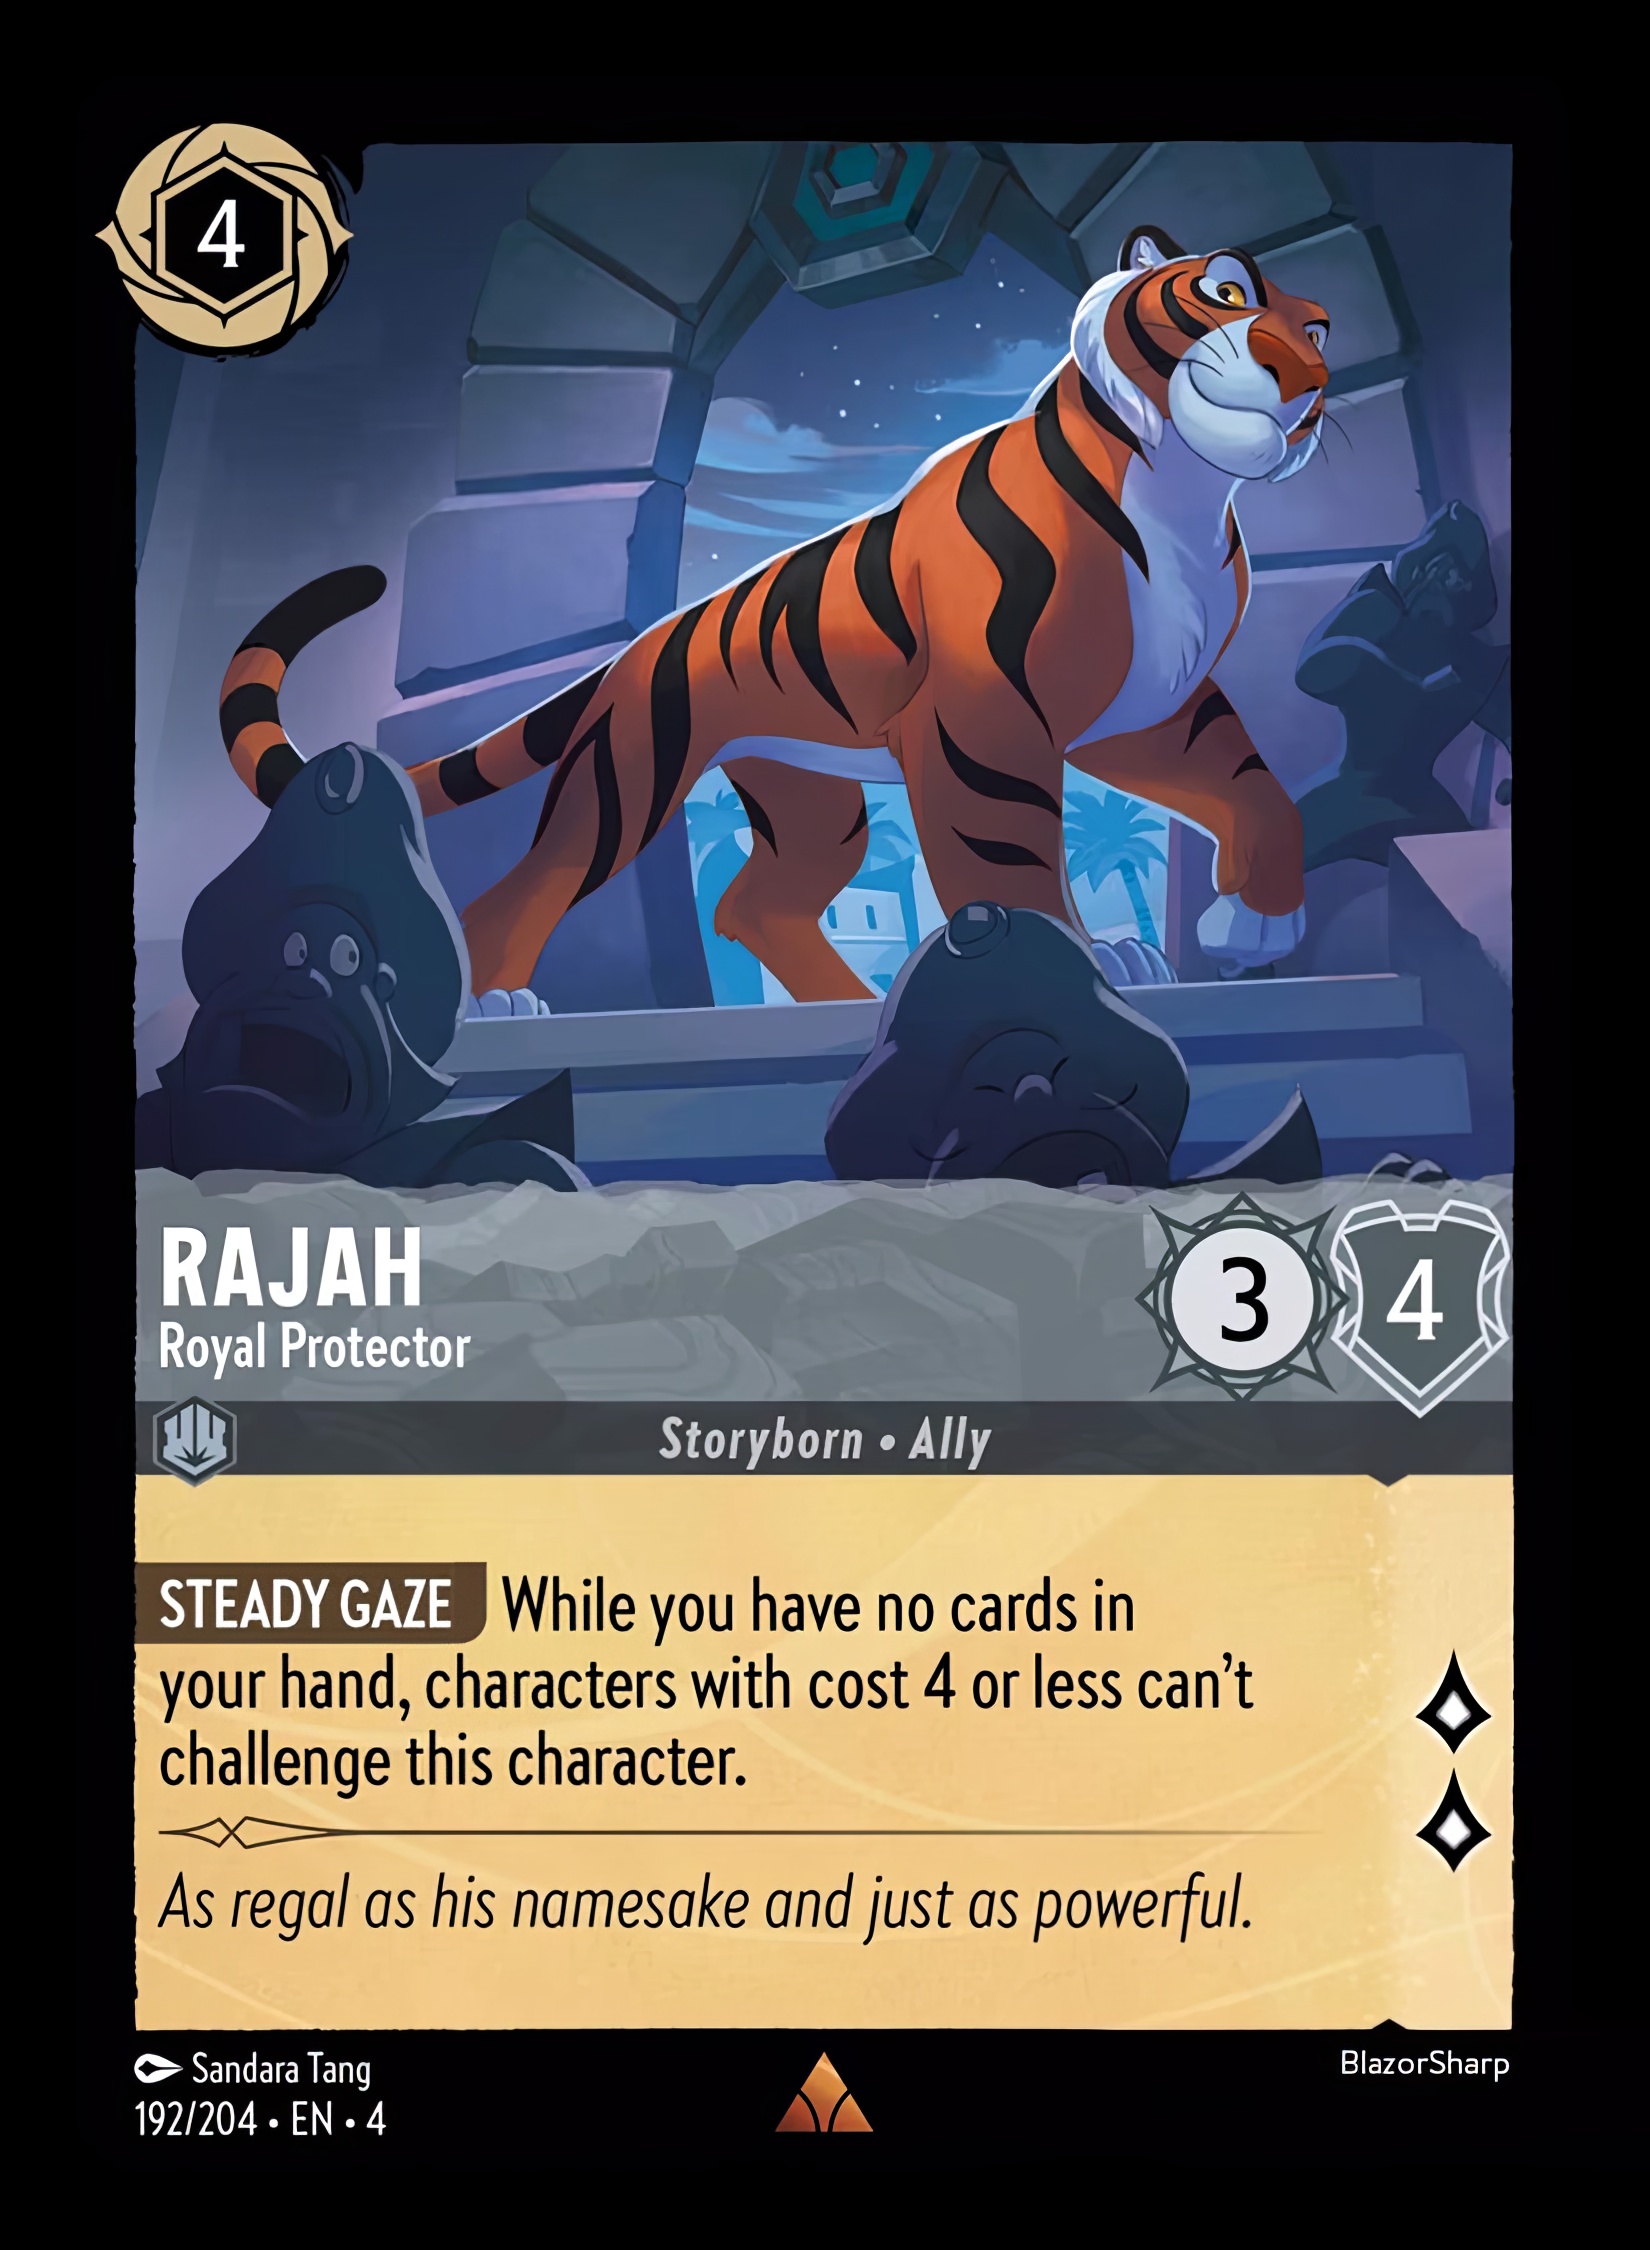 4
RAJAH
Royal Protector
3
4
Storyborn • Ally
STEADY GAZE While you have no cards in
your hand, characters with cost 4 or less can't
challenge this character.
As regal as his namesake and just as powerful.
Sandara Tang
192/204 • EN • 4
BlazorSharp